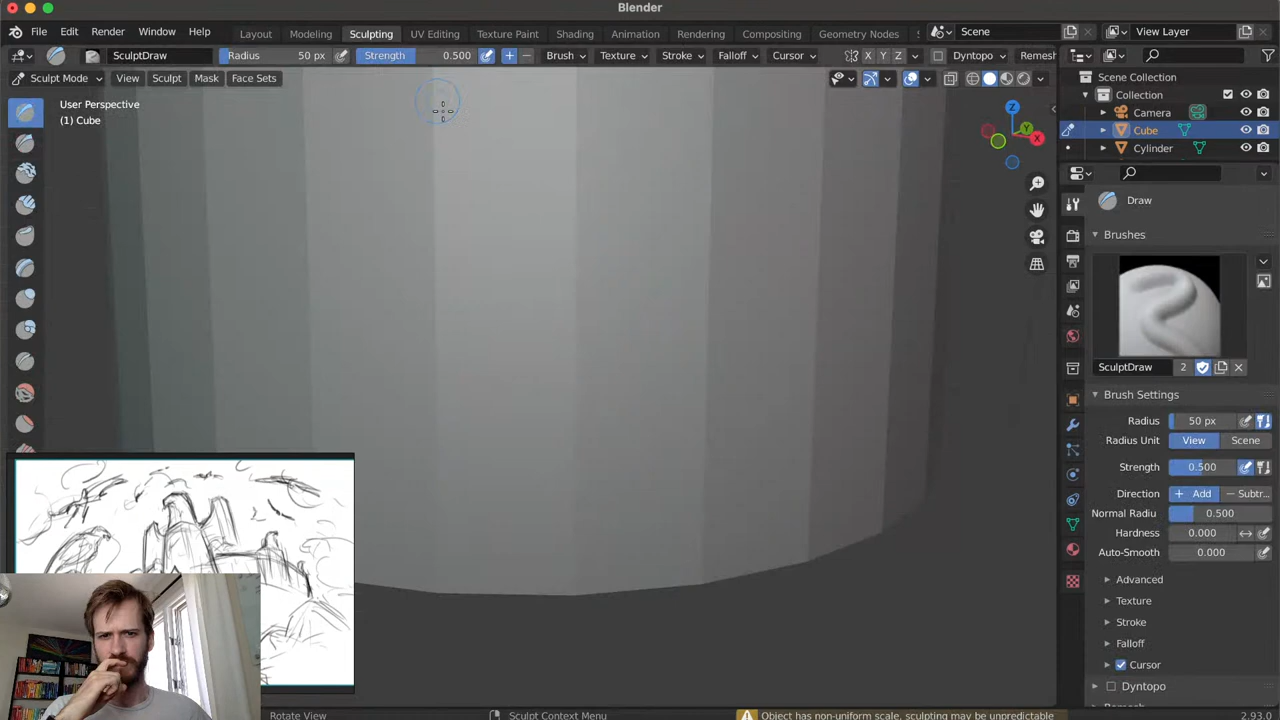 Blender
File Edit Render Window Help
Layout Modeling Sculpting UV Editing Texture Paint Shading Animation Rendering Compositing Geometry Nodes Scene View Layer
SculptDraw Radius 50 px Strength 0.500 Brush Texture Stroke Falloff Cursor X Y Z Dyntopo Remesh
Sculpt Mode View Sculpt Mask Face Sets
User Perspective
(1) Cube
Z
Y
X
Scene Collection
Collection
Camera
Cube
Cylinder
Draw
Brushes
SculptDraw 2
Brush Settings
Radius 50 px
Radius Unit View Scene
Strength 0.500
Direction + Add — Subtr...
Normal Radiu 0.500
Hardness 0.000
Auto-Smooth 0.000
Advanced
Texture
Stroke
Falloff
Cursor
Dyntopo
Rotate View Sculpt Context Menu Object has non-uniform scale, sculpting may be unpredictable 2.93.0